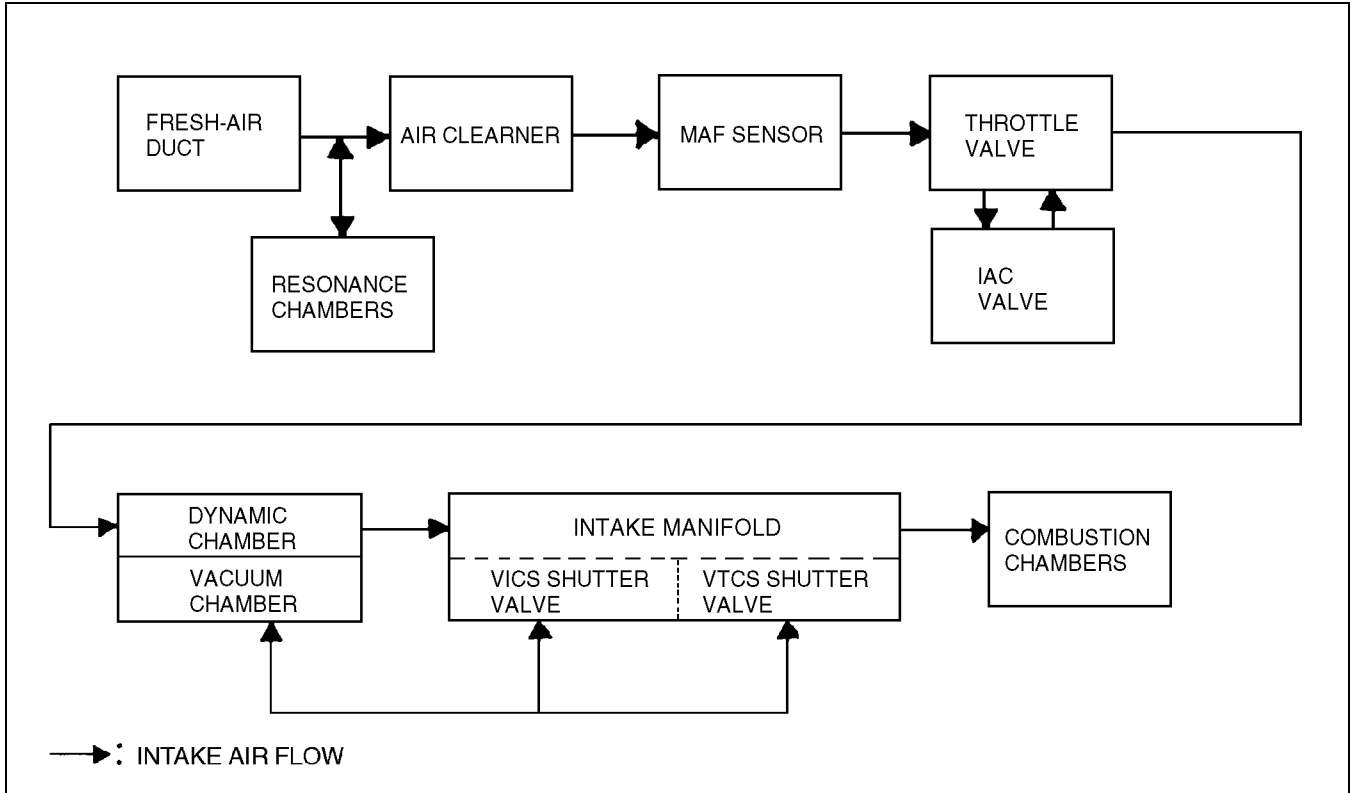 FRESH-AIR
DUCT
AIR CLEARNER
MAF SENSOR
THROTTLE
VALVE
RESONANCE
CHAMBERS
IAC
VALVE
DYNAMIC
CHAMBER
VACUUM
CHAMBER
INTAKE MANIFOLD
VICS SHUTTER
VALVE
VTCS SHUTTER
VALVE
COMBUSTION
CHAMBERS
: INTAKE AIR FLOW